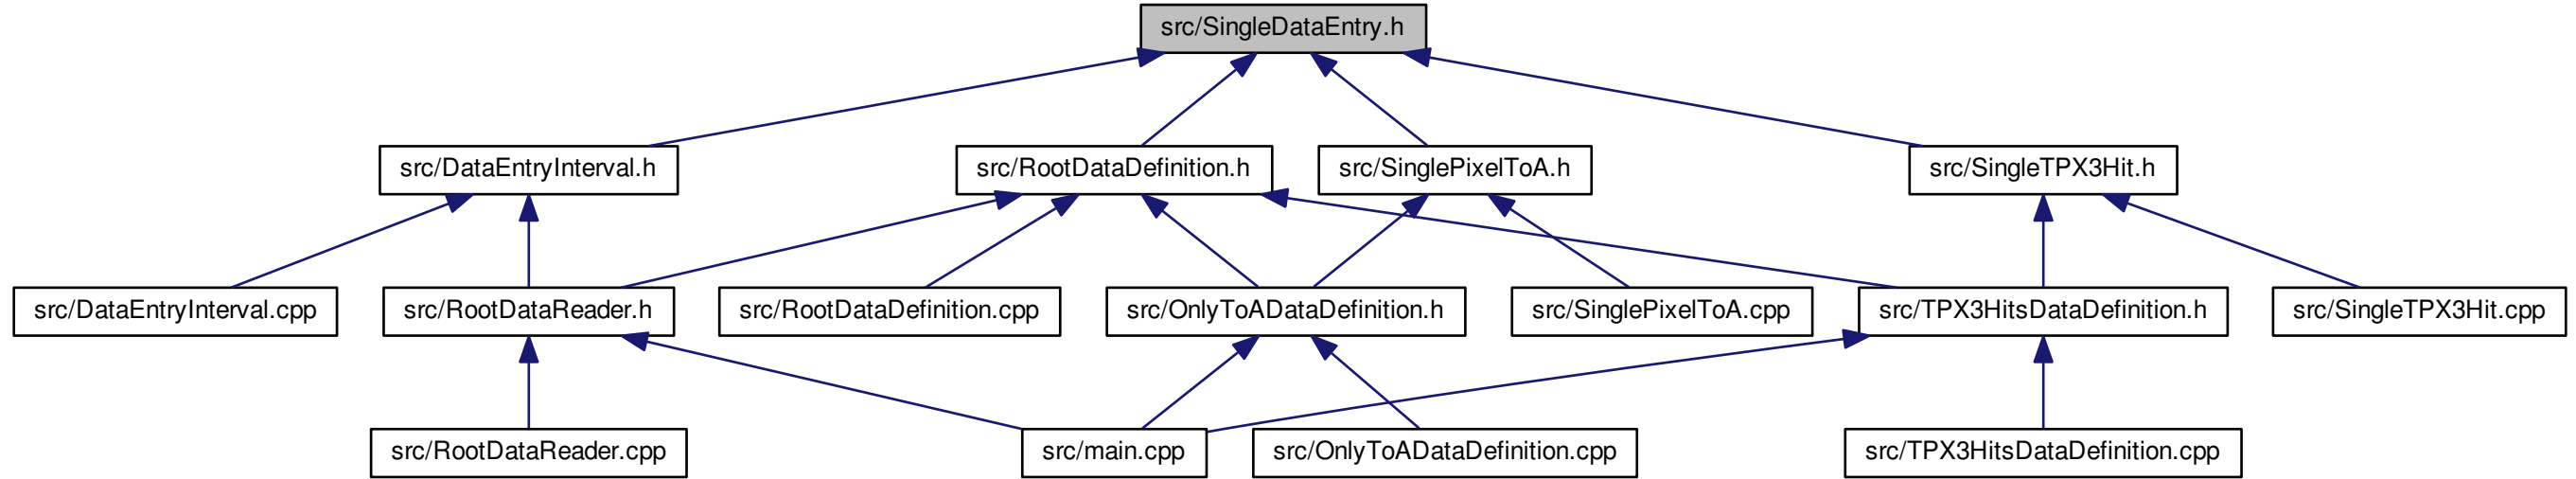 src/SingleDataEntry.h
src/DataEntryInterval.h
src/RootDataDefinition.h
src/SinglePixelToA.h
src/SingleTPX3Hit.h
src/DataEntryInterval.cpp
src/RootDataReader.h
src/RootDataDefinition.cpp
src/OnlyToADataDefinition.h
src/SinglePixelToA.cpp
src/TPX3HitsDataDefinition.h
src/SingleTPX3Hit.cpp
src/RootDataReader.cpp
src/main.cpp
src/OnlyToADataDefinition.cpp
src/TPX3HitsDataDefinition.cpp